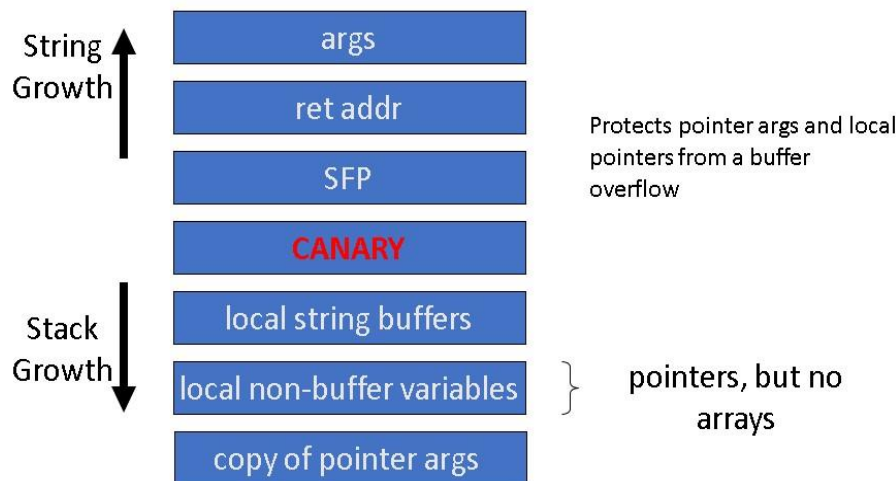 String
Growth
args
ret addr
SFP
CANARY
Protects pointer args and local
pointers from a buffer
overflow
Stack
Growth
local string buffers
local non-buffer variables
copy of pointer args
pointers, but no
arrays